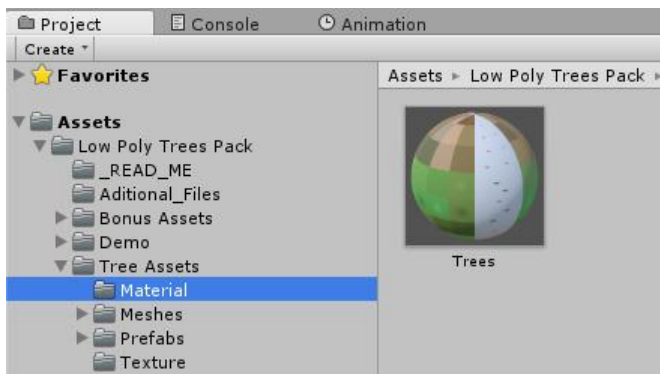 Project Console Animation
Create
Favorites
Assets
Low Poly Trees Pack
_READ_ME
Aditional_Files
Bonus Assets
Demo
Tree Assets
Material
Meshes
Prefabs
Texture
Assets Low Poly Trees Pack
Trees